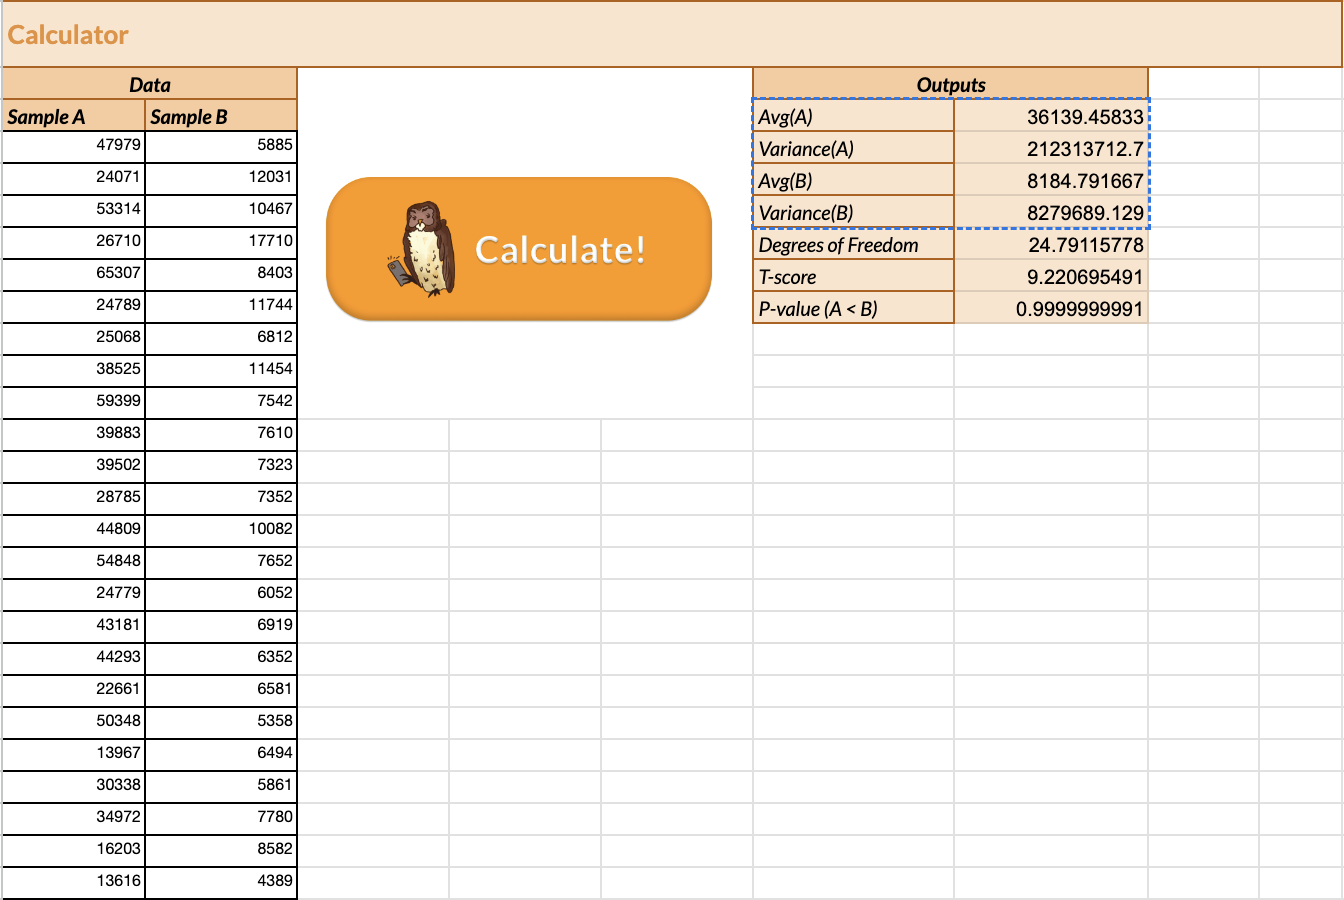 Calculator
Data Outputs
Sample A Sample B Avg(A) 36139.45833
47979 5885 Variance(A) 212313712.7
24071 12031 Avg(B) 8184.791667
53314 10467 Variance(B) 8279689.129
26710 17710 Calculate! Degrees of Freedom 24.79115778
65307 8403 T-score 9.220695491
24789 11744 P-value (A < B) 0.9999999991
25068 6812
38525 11454
59399 7542
39883 7610
39502 7323
28785 7352
44809 10082
54848 7652
24779 6052
43181 6919
44293 6352
22661 6581
50348 5358
13967 6494
30338 5861
34972 7780
16203 8582
13616 4389